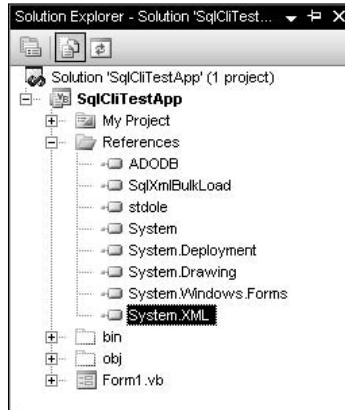 Solution Explorer - Solution 'SqlCliTest...
Solution 'SqlCliTestApp' (1 project)
SqlCliTestApp
My Project
References
ADODB
SqlXmlBulkLoad
stdole
System
System.Deployment
System.Drawing
System.Windows.Forms
System.XML
bin
obj
Form1.vb